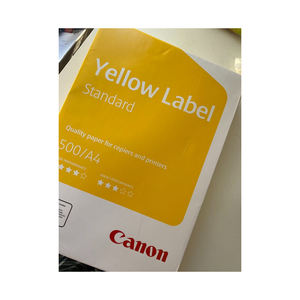 Yellow Label
Standard
Quality paper for copiers and printers
500/A4
Canon